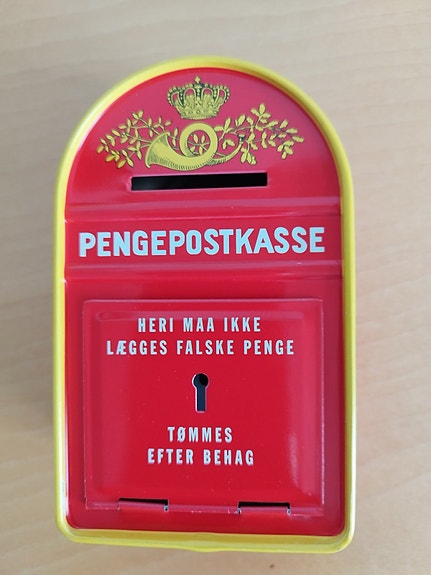 PENGEPOSTKASSE
HERI MAA IKKE
LÆGGES FALSKE PENGE
TØMMES
EFTER BEHAG